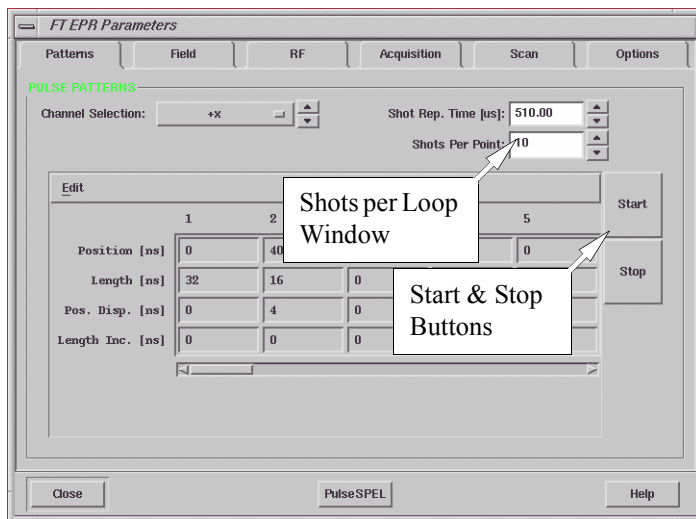 FT EPR Parameters
Patterns Field RF Acquisition Scan Options
PULSE PATTERNS
Channel Selection: +x Shot Rep. Time [us]: 510.00
Shots Per Point: 10
Edit
Shots per Loop
Window
Start
1 2 5
Position [ns] 0 40 0
Length [ns] 32 16 0
Stop
Start & Stop
Buttons
Pos. Disp. [ns] 0 4 0
Length Inc. [ns] 0 0 0
Close PulseSPEL Help